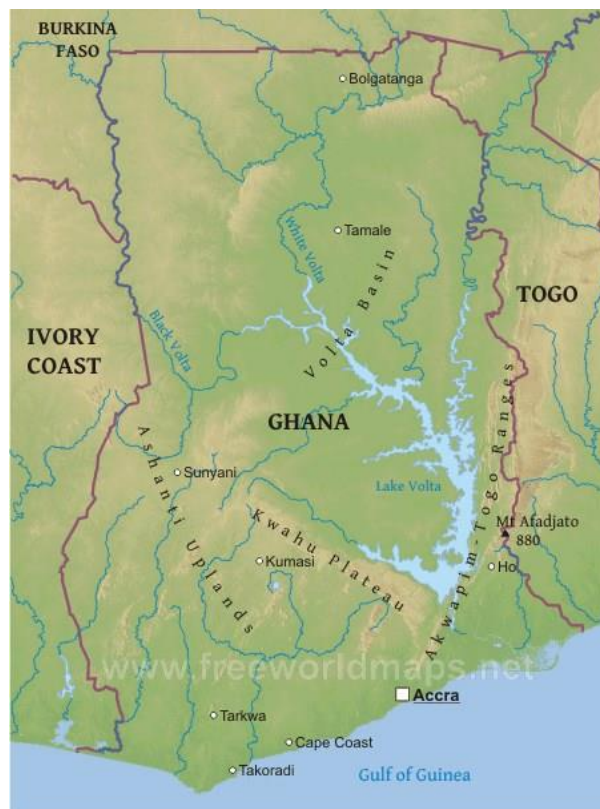 BURKINA
FASO
Bolgatanga
White Volta
Tamale
Volta Basin
TOGO
IVORY
COAST
Black Volta
GHANA
Ashanti Uplands
Sunyani
Lake Volta
Akwapim-Togo Ranges
Kwahu Plateau
Mt Afadjato
880
Kumasi
Ho
www.freeworldmaps.net
Accra
Tarkwa
Cape Coast
Takoradi
Gulf of Guinea